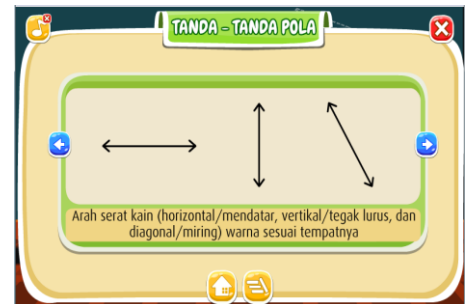 TANDA - TANDA POLA
Arah serat kain (horizontal/mendatar, vertikal/tegak lurus, dan
diagonal/miring) warna sesuai tempatnya